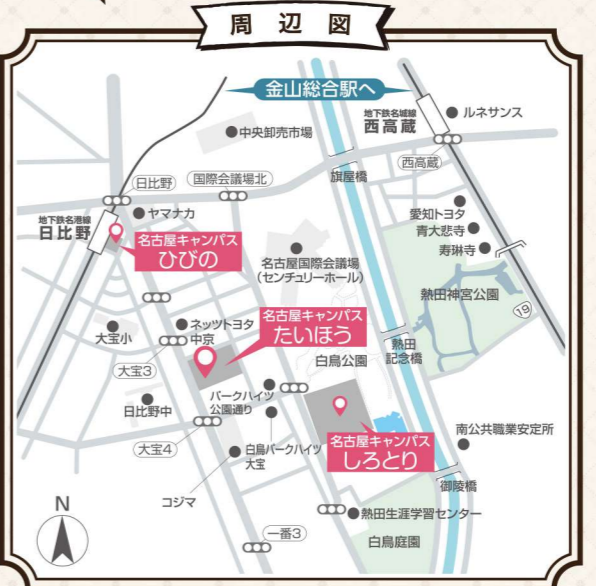 周辺図
金山総合駅へ
地下鉄名城線
西高蔵
ルネサンス
中央卸売市場
西高蔵
旗屋橋
日比野
国際会議場北
地下鉄名港線
日比野
ヤマナカ
愛知トヨタ
青大悲寺
寿琳寺
名古屋キャンパス
ひびの
名古屋国際会議場
(センチュリーホール)
熱田神宮公園
19
名古屋キャンパス
たいほう
大宝小
ネッツトヨタ
中京
大宝3
白鳥公園
熱田
記念橋
パークハイツ
公園通り
日比野中
大宝4
白鳥パークハイツ
大宝
名古屋キャンパス
しろとり
南公共職業安定所
コジマ
御陵橋
N
一番3
熱田生涯学習センター
白鳥庭園